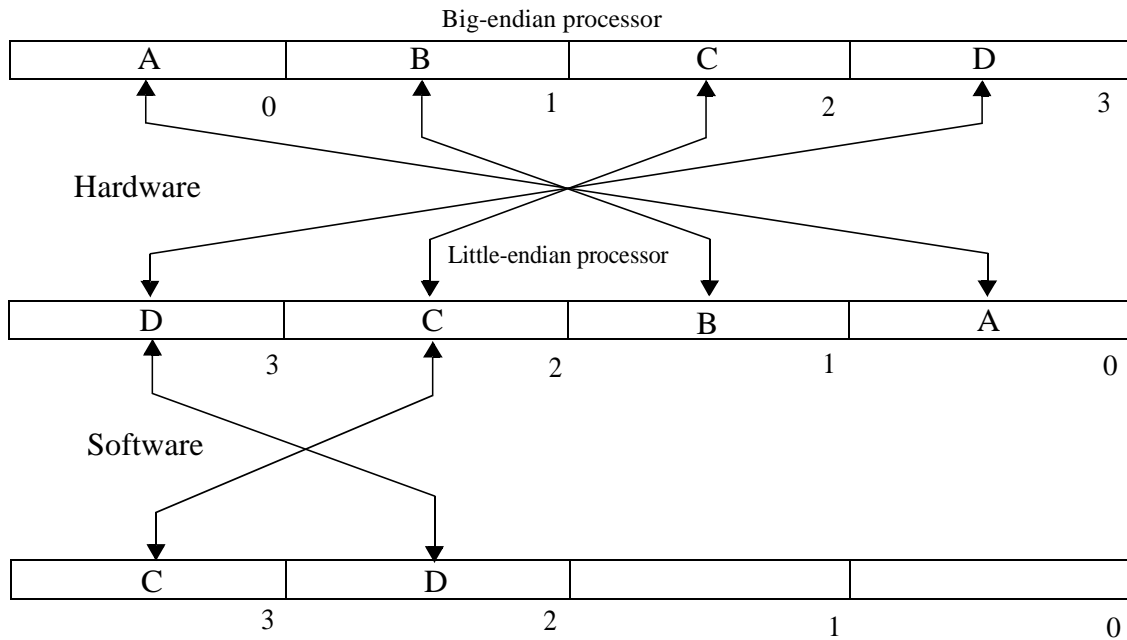 Big-endian processor
A B C D
0 1 2 3
Hardware
Little-endian processor
D C B A
3 2 1 0
Software
C D
3 2 1 0